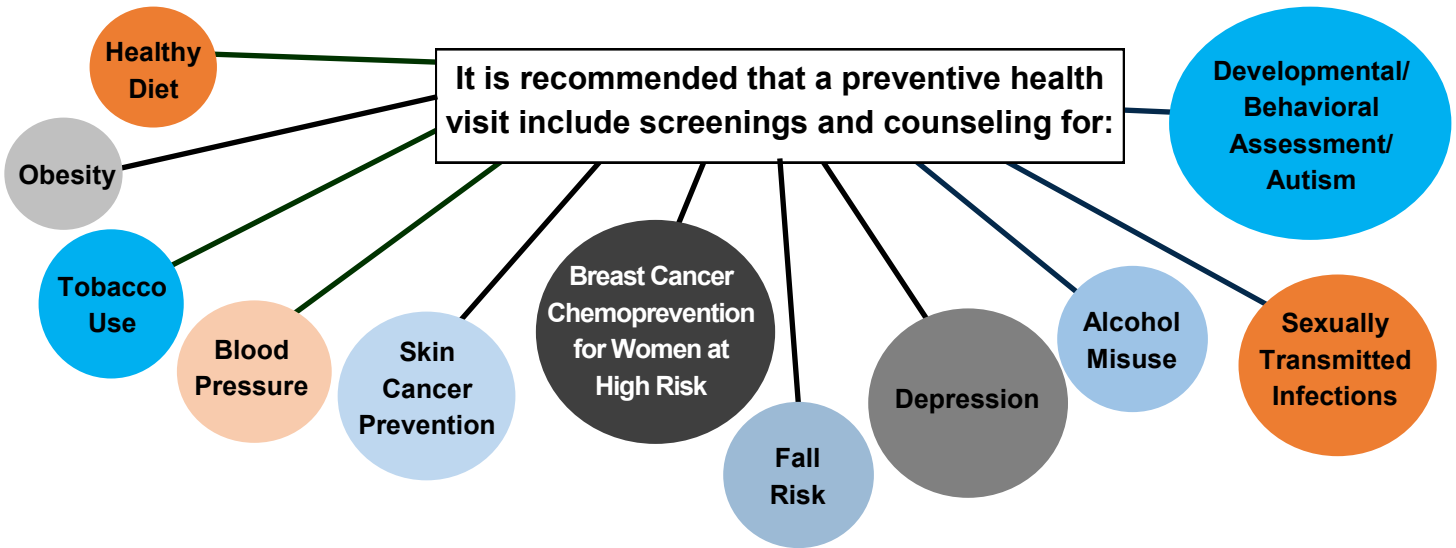 It is recommended that a preventive health
visit include screenings and counseling for:
Healthy
Diet
Obesity
Tobacco
Use
Blood
Pressure
Skin
Cancer
Prevention
Breast Cancer
Chemoprevention
for Women at
High Risk
Fall
Risk
Depression
Alcohol
Misuse
Sexually
Transmitted
Infections
Developmental/
Behavioral
Assessment/
Autism